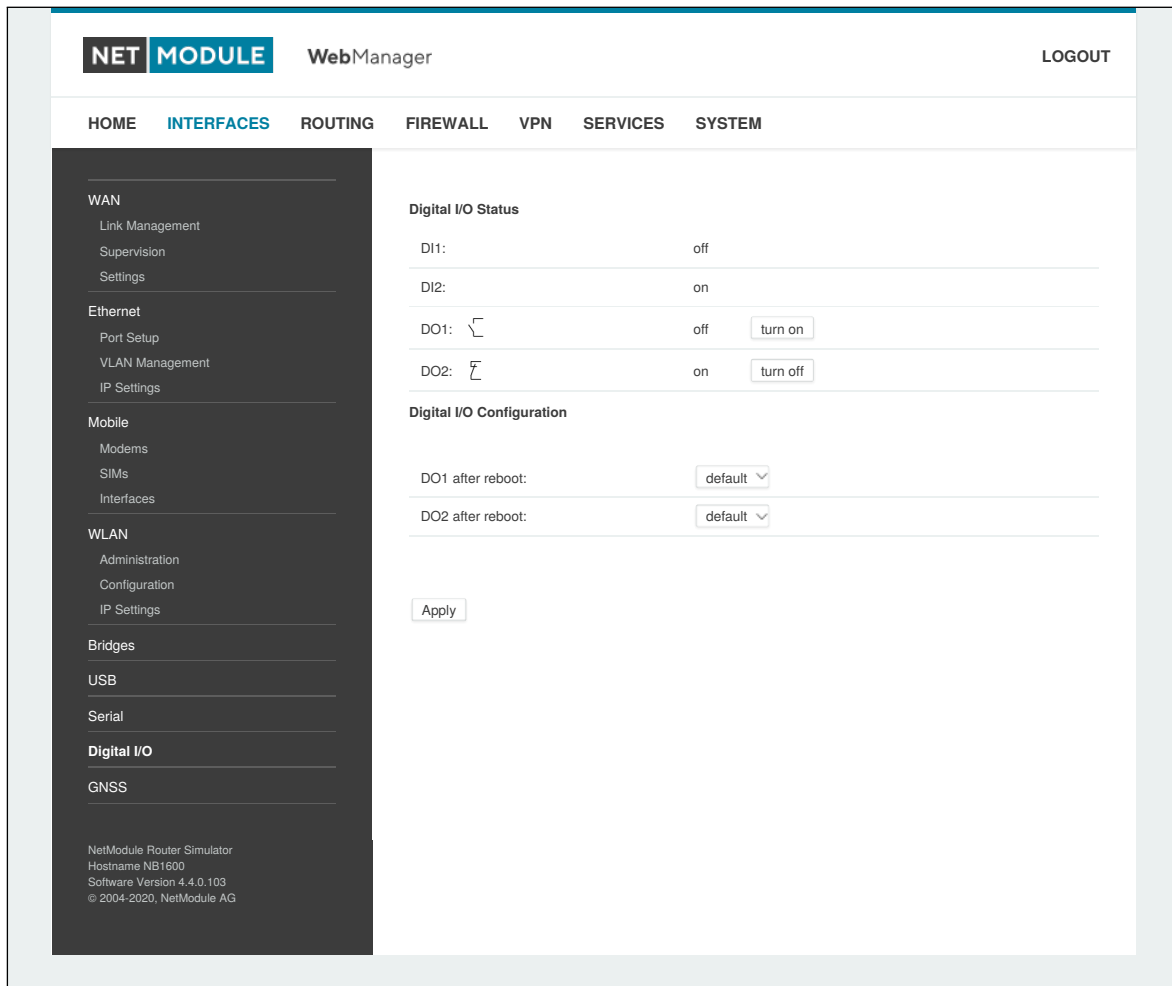 NET MODULE WebManager LOGOUT
HOME INTERFACES ROUTING FIREWALL VPN SERVICES SYSTEM
WAN
Link Management
Supervision
Settings
Ethernet
Port Setup
VLAN Management
IP Settings
Mobile
Modems
SIMs
Interfaces
WLAN
Administration
Configuration
IP Settings
Bridges
USB
Serial
Digital I/O
GNSS
NetModule Router Simulator
Hostname NB1600
Software Version 4.4.0.103
© 2004-2020, NetModule AG
Digital I/O Status
DI1: off
DI2: on
DO1: off turn on
DO2: on turn off
Digital I/O Configuration
DO1 after reboot: default
DO2 after reboot: default
Apply